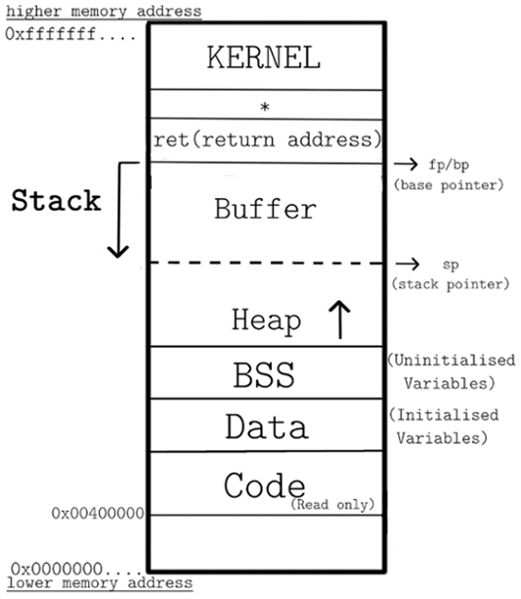 higher memory address
0xfffffff....
KERNEL
*
ret(return address)
fp/bp
(base pointer)
Stack
Buffer
sp
(stack pointer)
Heap
BSS
(Uninitialised
Variables)
Data
(Initialised
Variables)
Code
(Read only)
0x00400000
0x0000000....
lower memory address